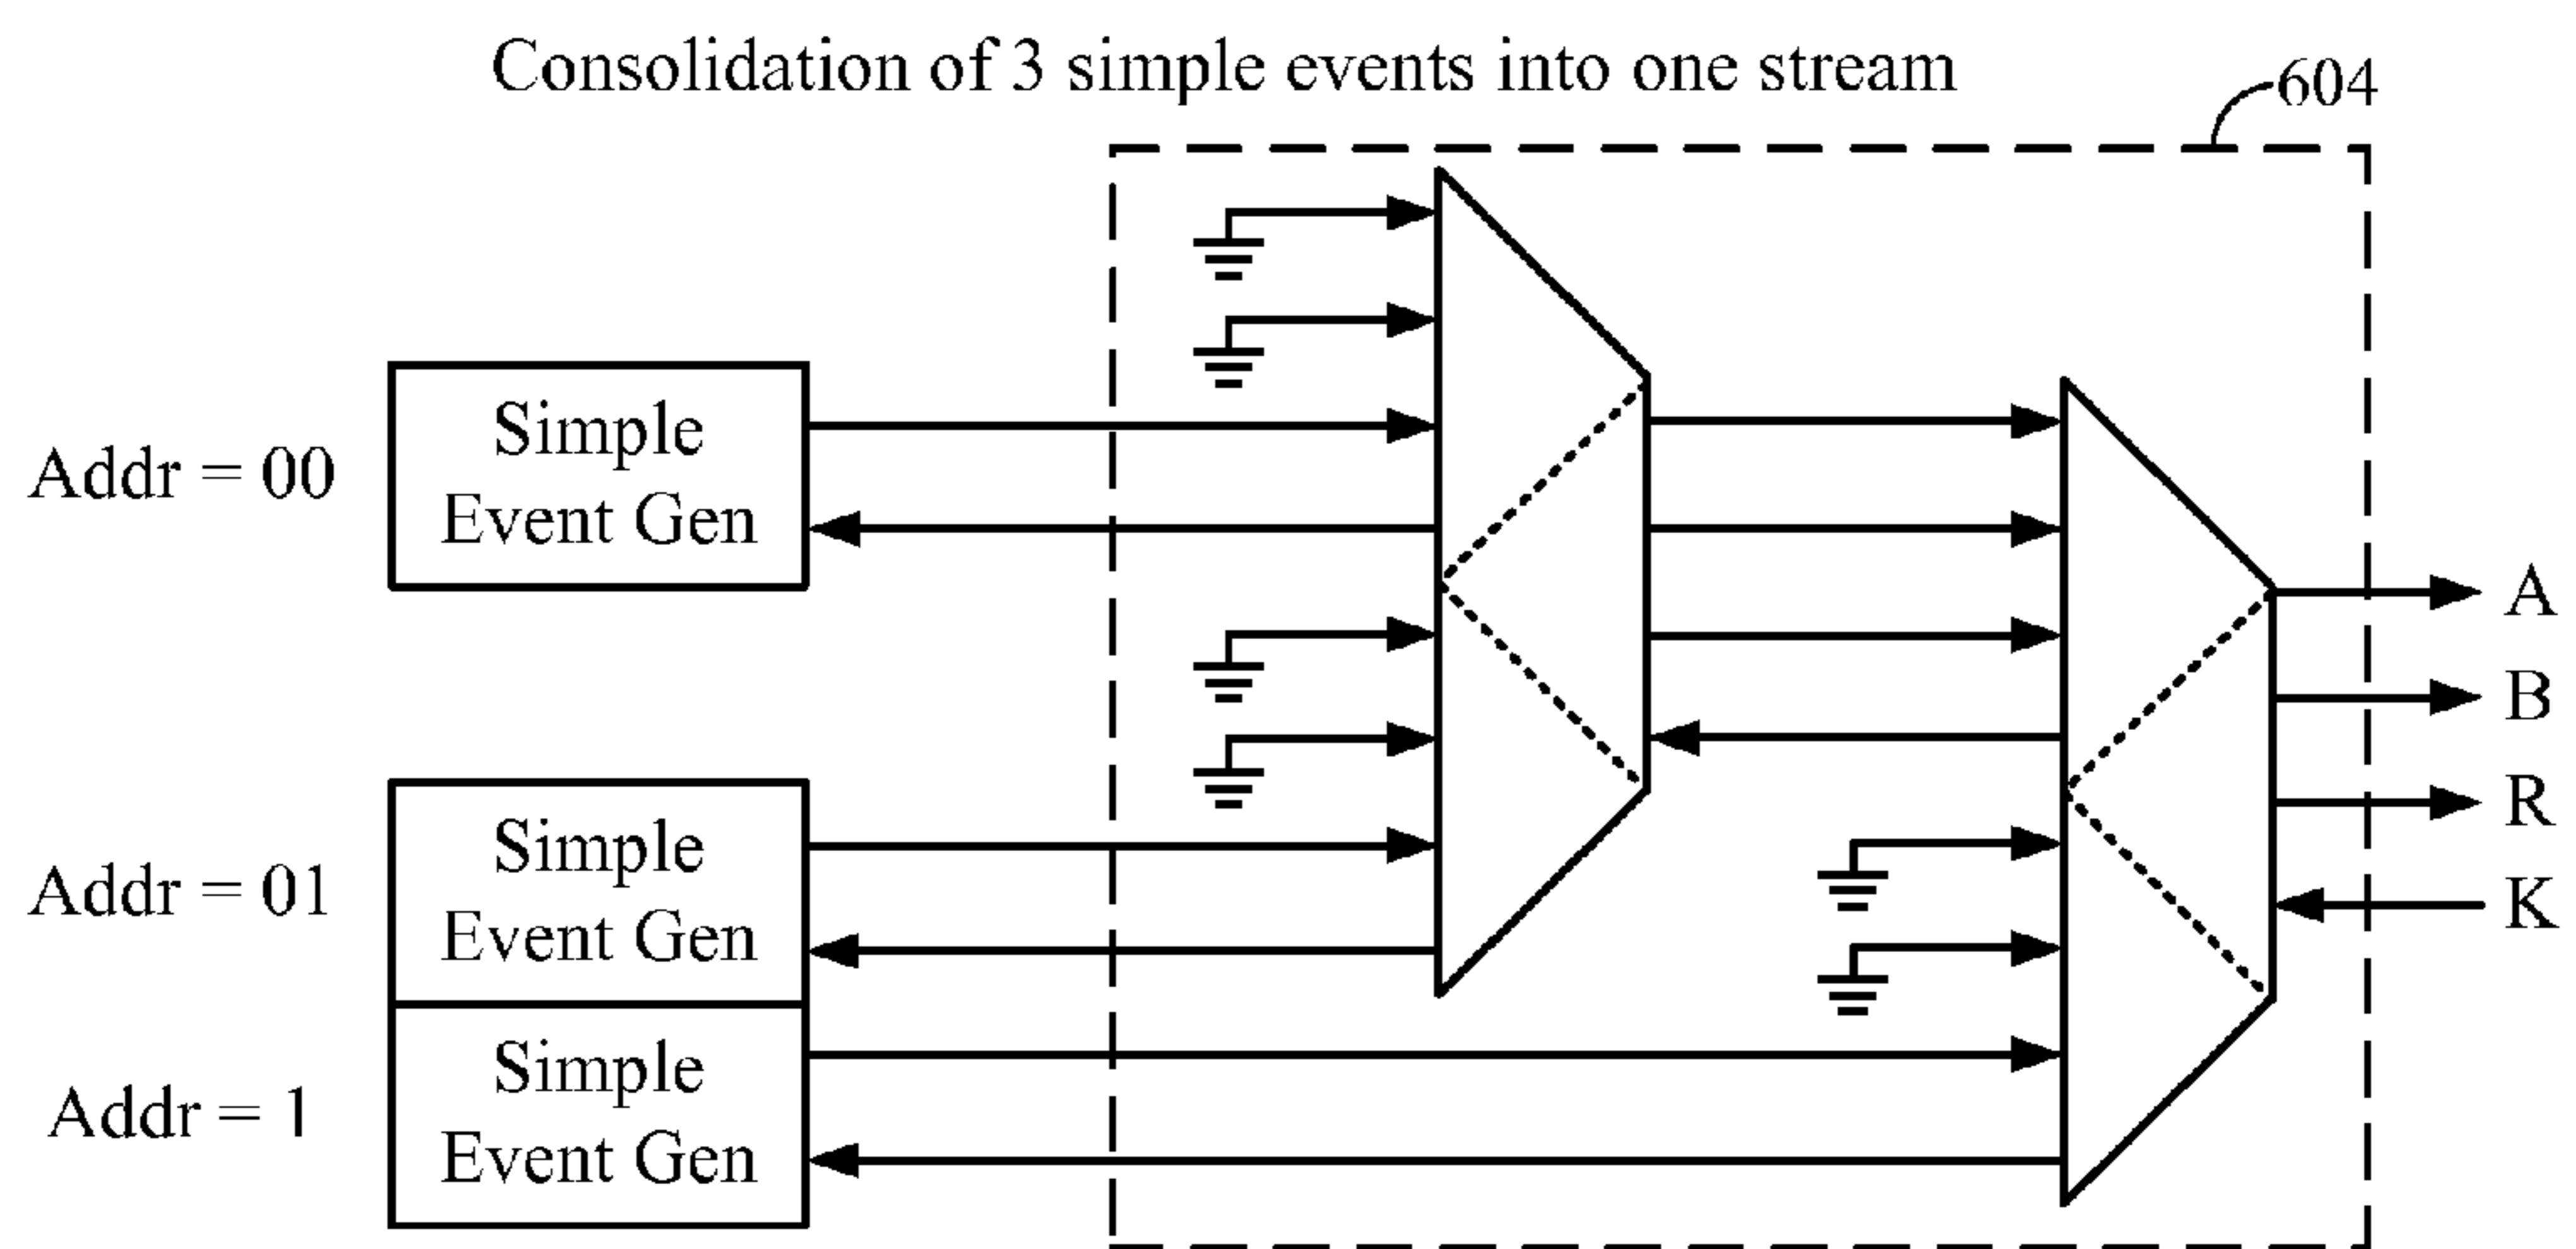 Consolidation of 3 simple events into one stream
604
Addr = 00
Simple
Event Gen
Addr = 01
Simple
Event Gen
Addr = 1
Simple
Event Gen
A
B
R
K